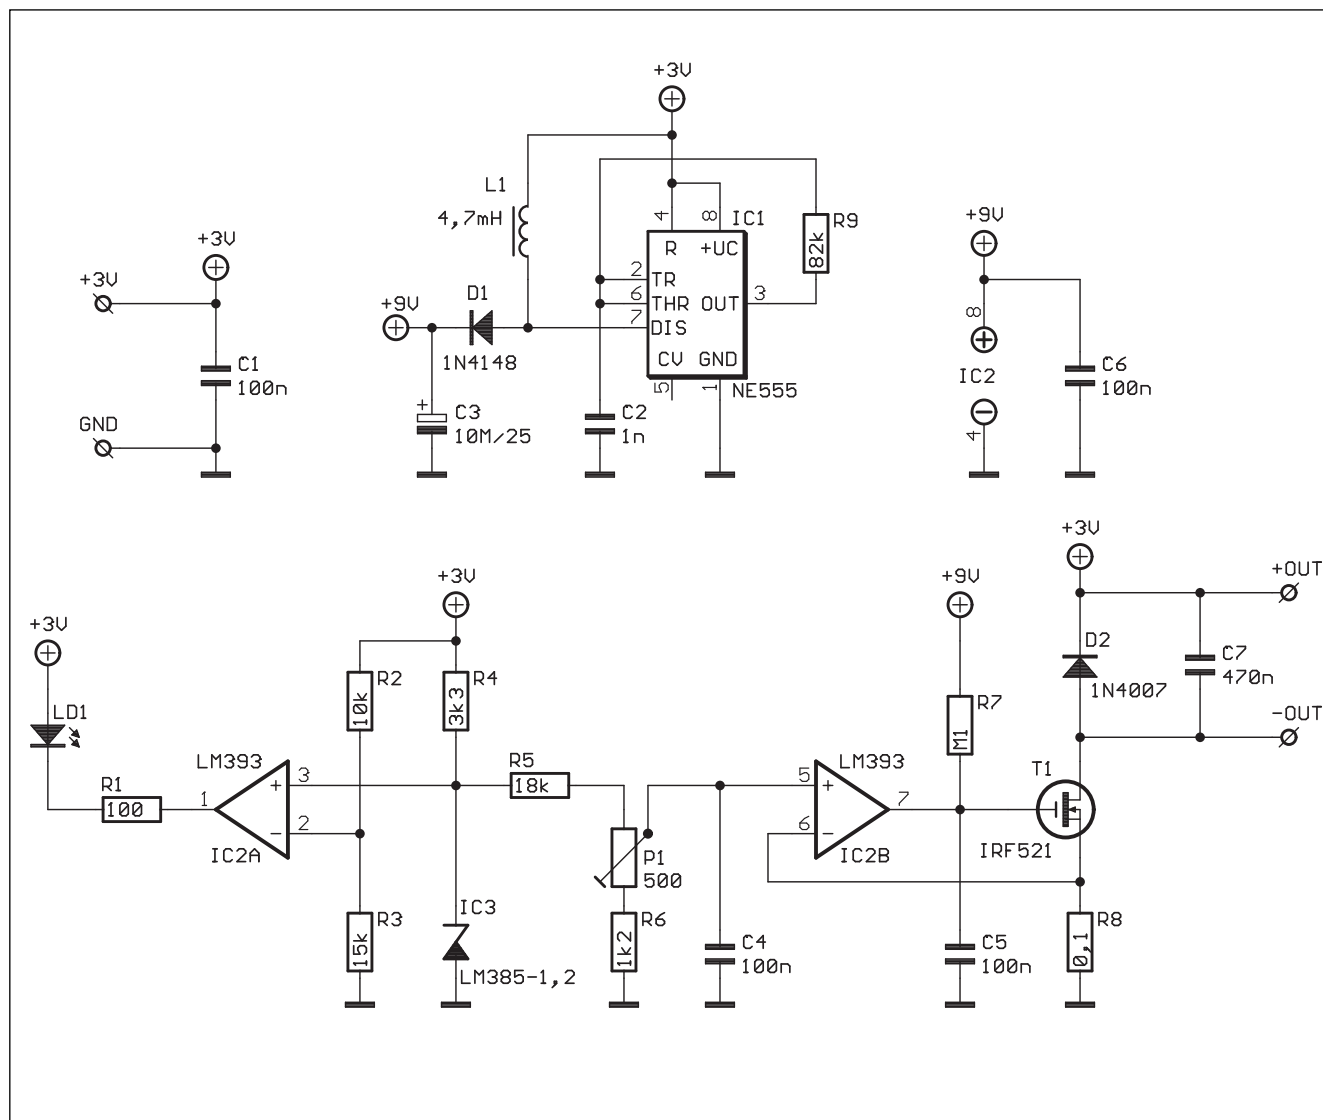 +3V
L1
4,7mH
4
8
IC1
R
+UC
R9
82k
2
TR
6
THR
OUT
3
7
DIS
CV
GND
5
1
NE555
+9V
D1
1N4148
+
C3
10M/25
C2
1n
+3V
+3V
C1
100n
GND
+9V
8
IC2
4
C6
100n
+3V
LD1
R1
100
1
LM393
3
+
2
-
IC2A
+3V
R2
10k
R4
3k3
R3
15k
IC3
LM385-1,2
R5
18k
P1
500
R6
1k2
C4
100n
5
+
6
-
LM393
7
IC2B
+9V
R7
M1
C5
100n
+3V
D2
1N4007
C7
470n
+OUT
-OUT
T1
IRF521
R8
0,1